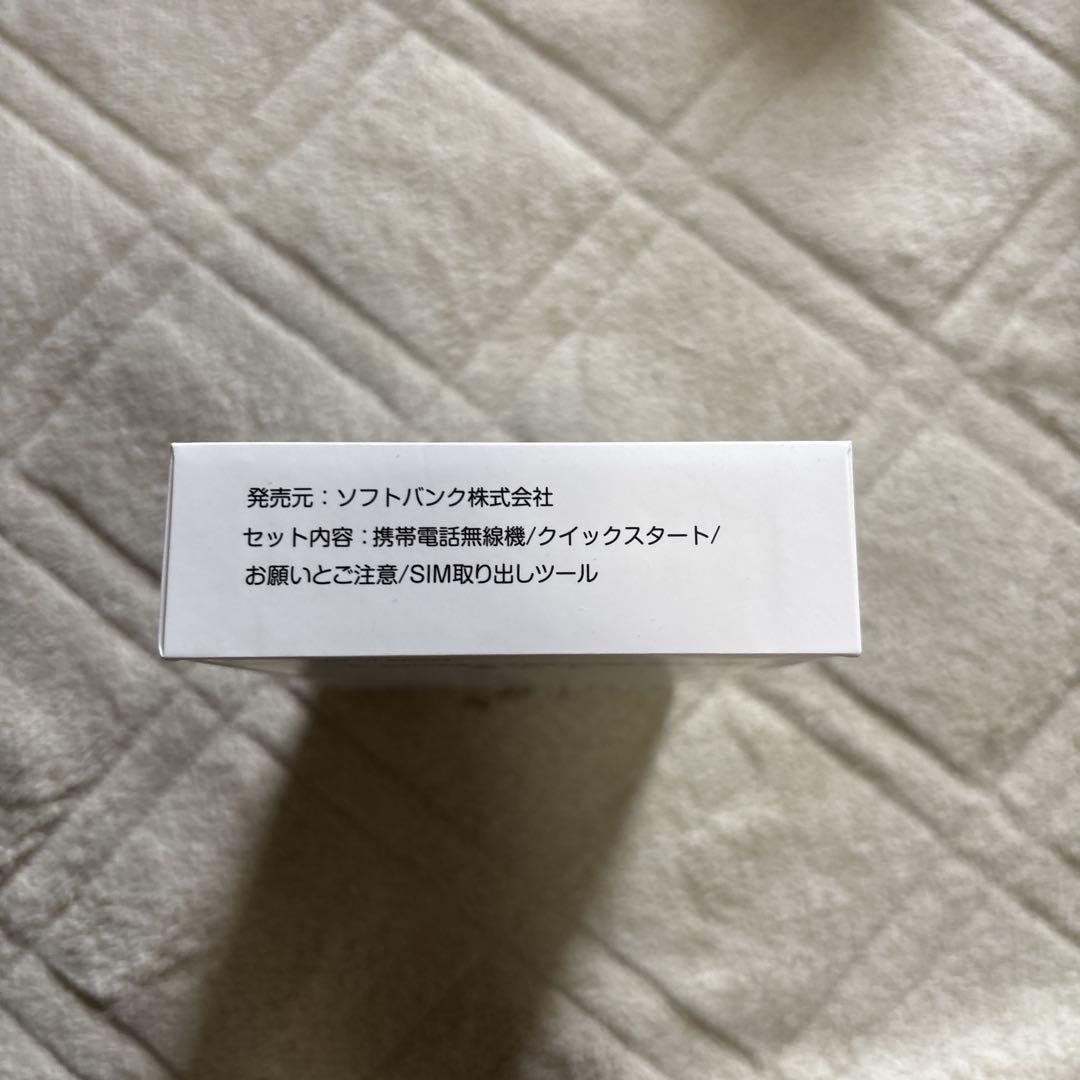 発売元：ソフトバンク株式会社
セット内容：携帯電話無線機/クイックスタート/
お願いとご注意/SIM取り出しツール